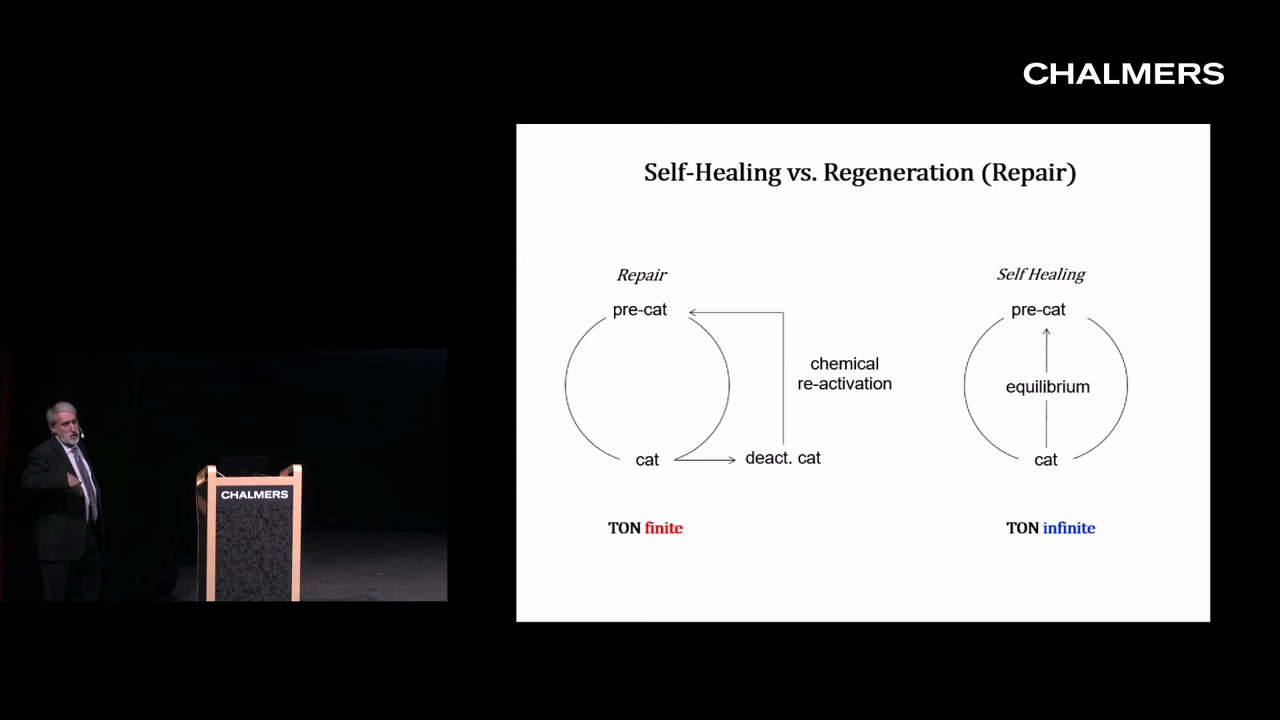 CHALMERS
Self-Healing vs. Regeneration (Repair)
Repair
pre-cat
chemical
re-activation
cat
deact. cat
TON finite
Self Healing
pre-cat
equilibrium
cat
TON infinite
CHALMERS